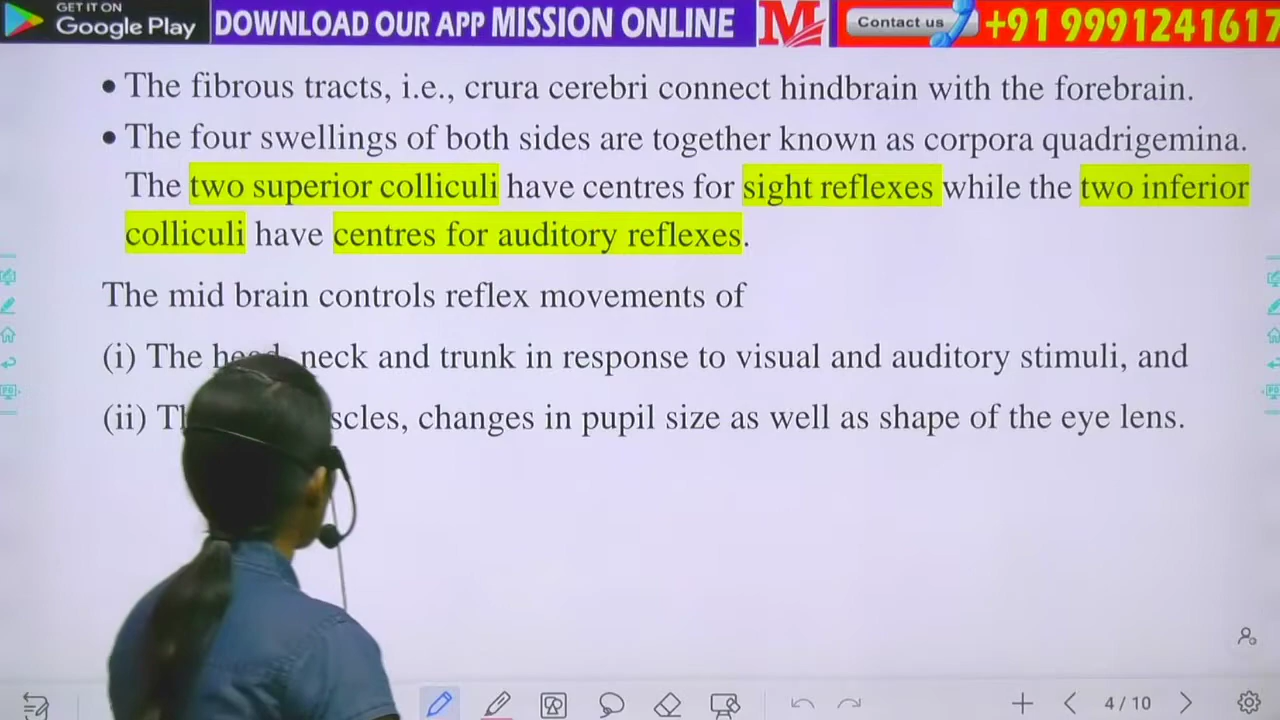 GET IT ON
Google Play
DOWNLOAD OUR APP MISSION ONLINE
M
Contact us
+91 9991241617
• The fibrous tracts, i.e., crura cerebri connect hindbrain with the forebrain.
• The four swellings of both sides are together known as corpora quadrigemina.
The two superior colliculi have centres for sight reflexes while the two inferior
colliculi have centres for auditory reflexes.
The mid brain controls reflex movements of
(i) The head, neck and trunk in response to visual and auditory stimuli, and
(ii) changes in pupil size as well as shape of the eye lens.
4 / 10